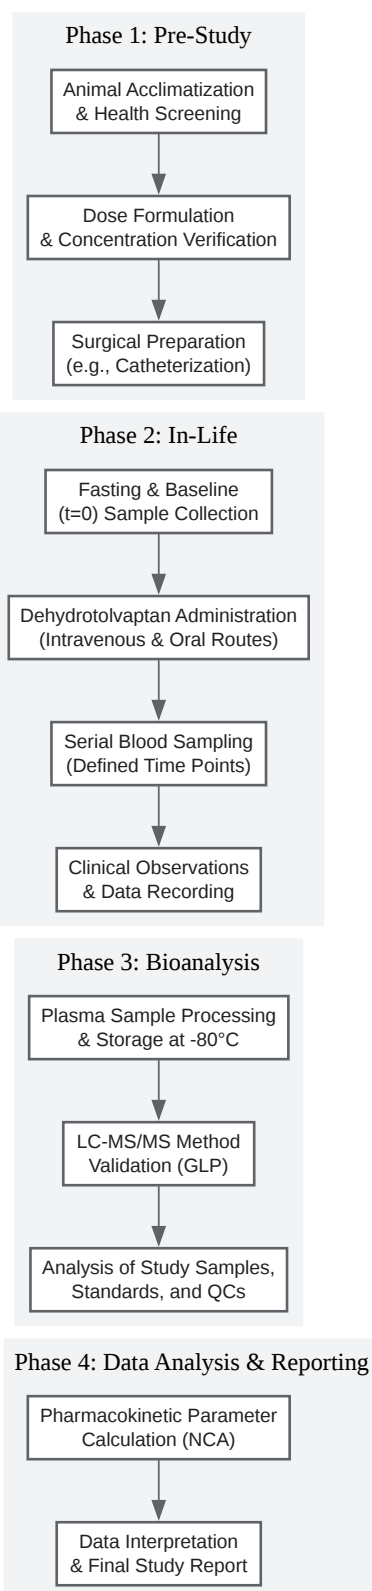 Phase 1: Pre-Study
Animal Acclimatization
& Health Screening
Dose Formulation
& Concentration Verification
Surgical Preparation
(e.g., Catheterization)
Phase 2: In-Life
Fasting & Baseline
(t=0) Sample Collection
Dehydrotolvaptan Administration
(Intravenous & Oral Routes)
Serial Blood Sampling
(Defined Time Points)
Clinical Observations
& Data Recording
Phase 3: Bioanalysis
Plasma Sample Processing
& Storage at -80°C
LC-MS/MS Method
Validation (GLP)
Analysis of Study Samples,
Standards, and QCs
Phase 4: Data Analysis & Reporting
Pharmacokinetic Parameter
Calculation (NCA)
Data Interpretation
& Final Study Report